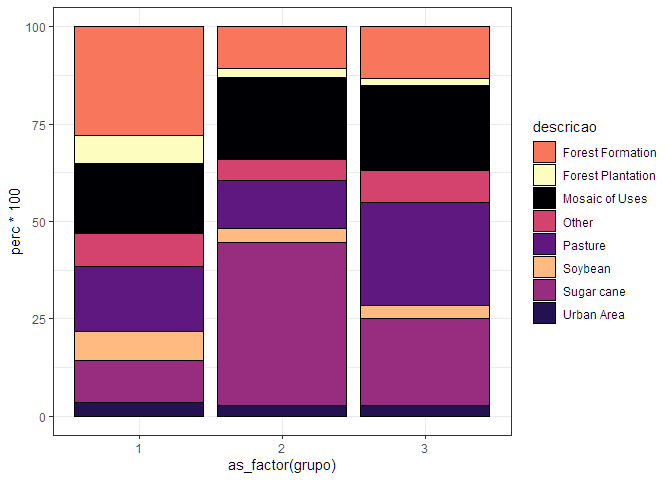 100
75
50
25
0
perc * 100
1 2 3
as_factor(grupo)
descricao
Forest Formation
Forest Plantation
Mosaic of Uses
Other
Pasture
Soybean
Sugar cane
Urban Area